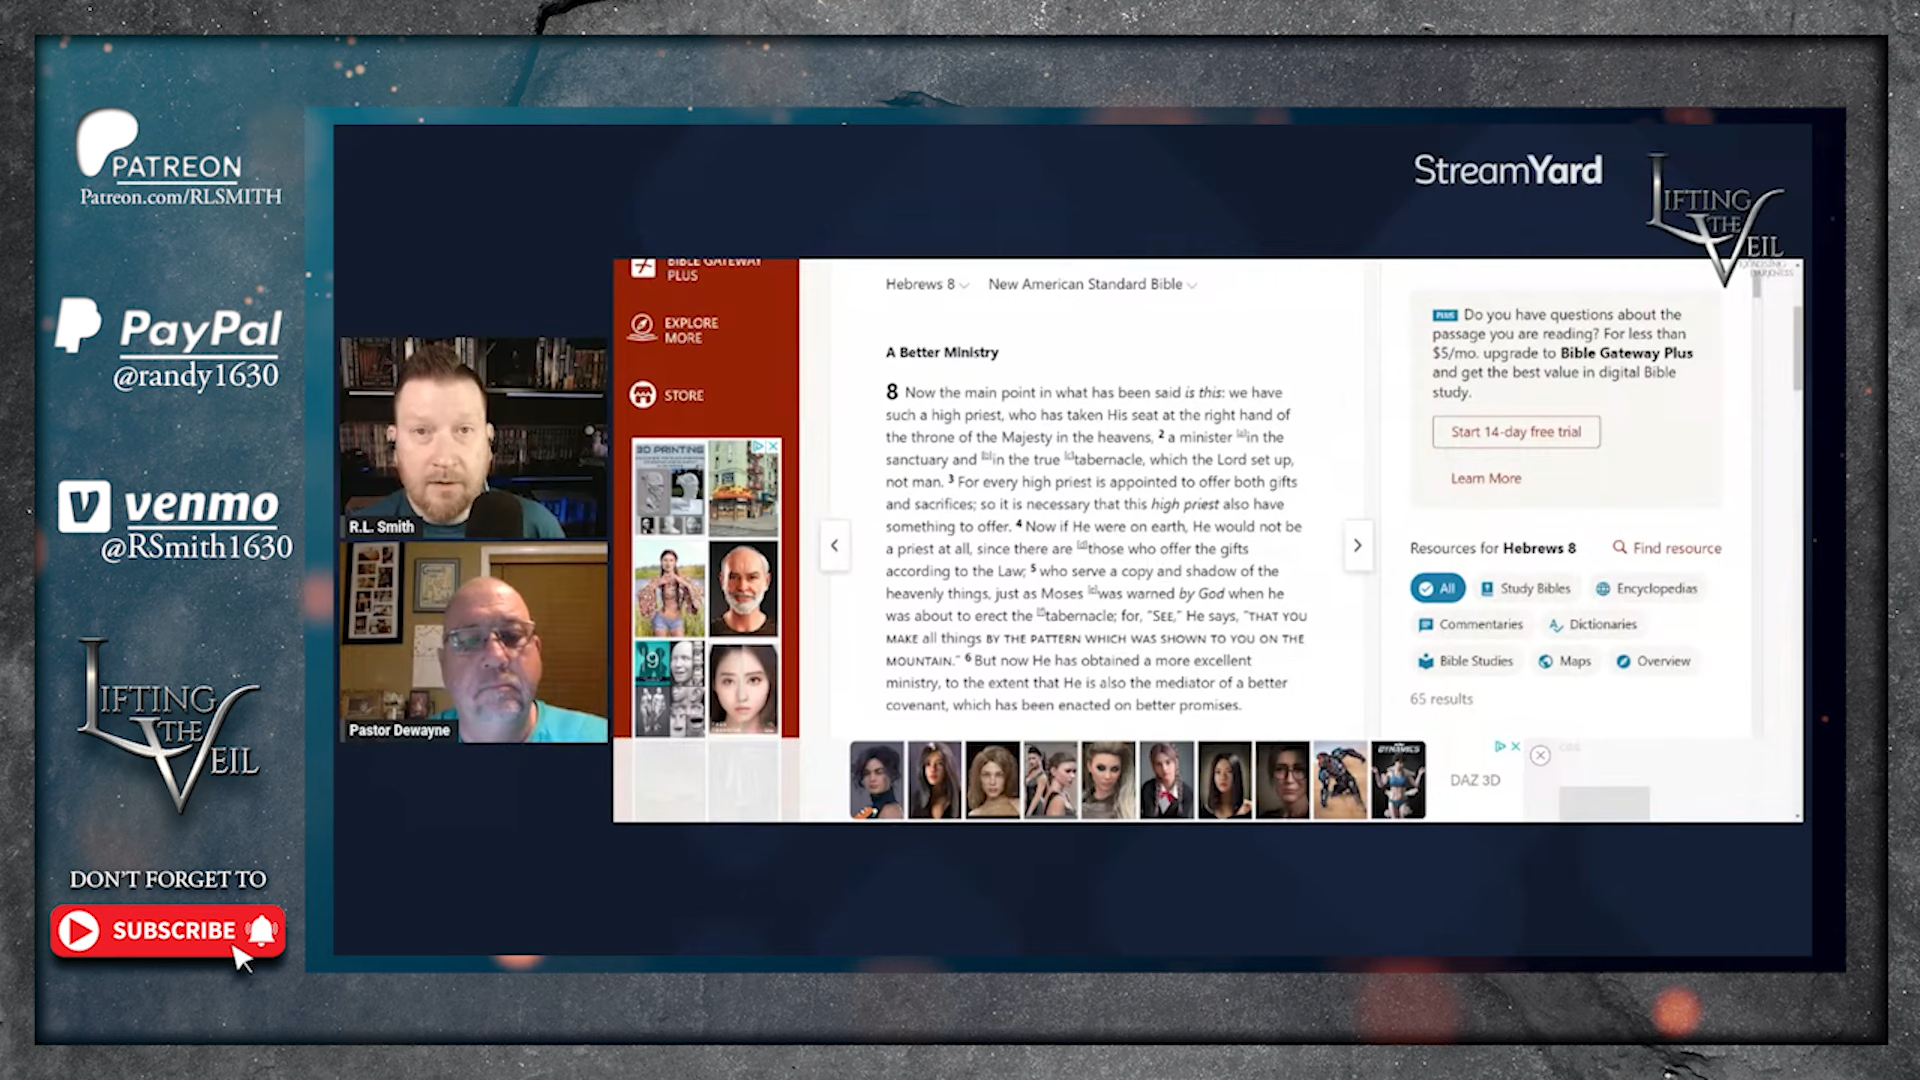 PATREON
Patreon.com/RLSMITH
PayPal
@randy1630
venmo
@RSmith1630
LIFTING
THE
VEIL
DON'T FORGET TO
SUBSCRIBE
StreamYard
LIFTING
THE
VEIL
R.L. Smith
Pastor Dewayne
BIBLE GATEWAY
PLUS
EXPLORE
MORE
STORE
3D PRINTING
9
Hebrews 8
New American Standard Bible
A Better Ministry
8 Now the main point in what has been said is this: we have
such a high priest, who has taken His seat at the right hand of
the throne of the Majesty in the heavens, 2 a minister [a]in the
sanctuary and [b]in the true [c]tabernacle, which the Lord set up,
not man. 3 For every high priest is appointed to offer both gifts
and sacrifices; so it is necessary that this high priest also have
something to offer. 4 Now if He were on earth, He would not be
a priest at all, since there are [d]those who offer the gifts
according to the Law; 5 who serve a copy and shadow of the
heavenly things, just as Moses [e]was warned by God when he
was about to erect the [f]tabernacle; for, "SEE," He says, "THAT YOU
MAKE all things BY THE PATTERN WHICH WAS SHOWN TO YOU ON THE
MOUNTAIN." 6 But now He has obtained a more excellent
ministry, to the extent that He is also the mediator of a better
covenant, which has been enacted on better promises.
PLUS Do you have questions about the
passage you are reading? For less than
$5/mo. upgrade to Bible Gateway Plus
and get the best value in digital Bible
study.
Start 14-day free trial
Learn More
Resources for Hebrews 8
Find resource
All
Study Bibles
Encyclopedias
Commentaries
Dictionaries
Bible Studies
Maps
Overview
65 results
DYNAMICS
DAZ 3D